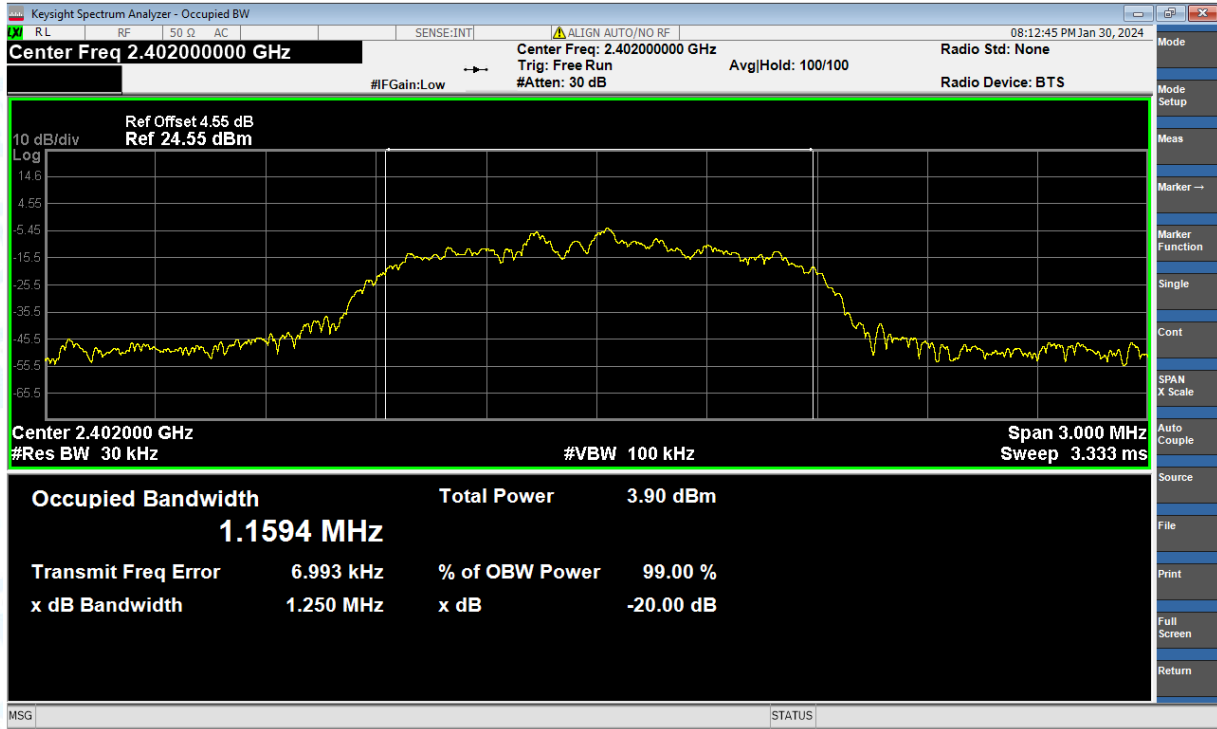 Keysight Spectrum Analyzer - Occupied BW
LXI RL RF 50 Ω AC SENSE:INT ALIGN AUTO/NO RF 08:12:45 PM Jan 30, 2024
Center Freq 2.402000000 GHz
Center Freq: 2.402000000 GHz
Radio Std: None
Trig: Free Run
Avg|Hold: 100/100
#IFGain:Low
#Atten: 30 dB
Radio Device: BTS
Ref Offset 4.55 dB
10 dB/div
Ref 24.55 dBm
Log
14.6
4.55
-5.45
-15.5
-25.5
-35.5
-45.5
-55.5
-65.5
Center 2.402000 GHz
Span 3.000 MHz
#Res BW 30 kHz
#VBW 100 kHz
Sweep 3.333 ms
Occupied Bandwidth
Total Power 3.90 dBm
1.1594 MHz
Transmit Freq Error 6.993 kHz
% of OBW Power 99.00 %
x dB Bandwidth 1.250 MHz
x dB -20.00 dB
Mode
Mode
Setup
Meas
Marker →
Marker
Function
Single
Cont
SPAN
X Scale
Auto
Couple
Source
File
Print
Full
Screen
Return
MSG
STATUS